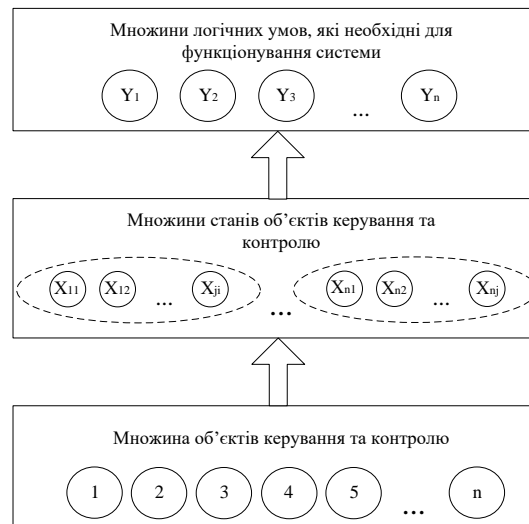 Множини логічних умов, які необхідні для
функціонування системи
Y1 Y2 Y3 ... Yn
Множини станів об’єктів керування та
контролю
X11 X12 ... Xji ... Xn1 Xn2 ... Xnj
Множина об’єктів керування та контролю
1 2 3 4 5 ... n